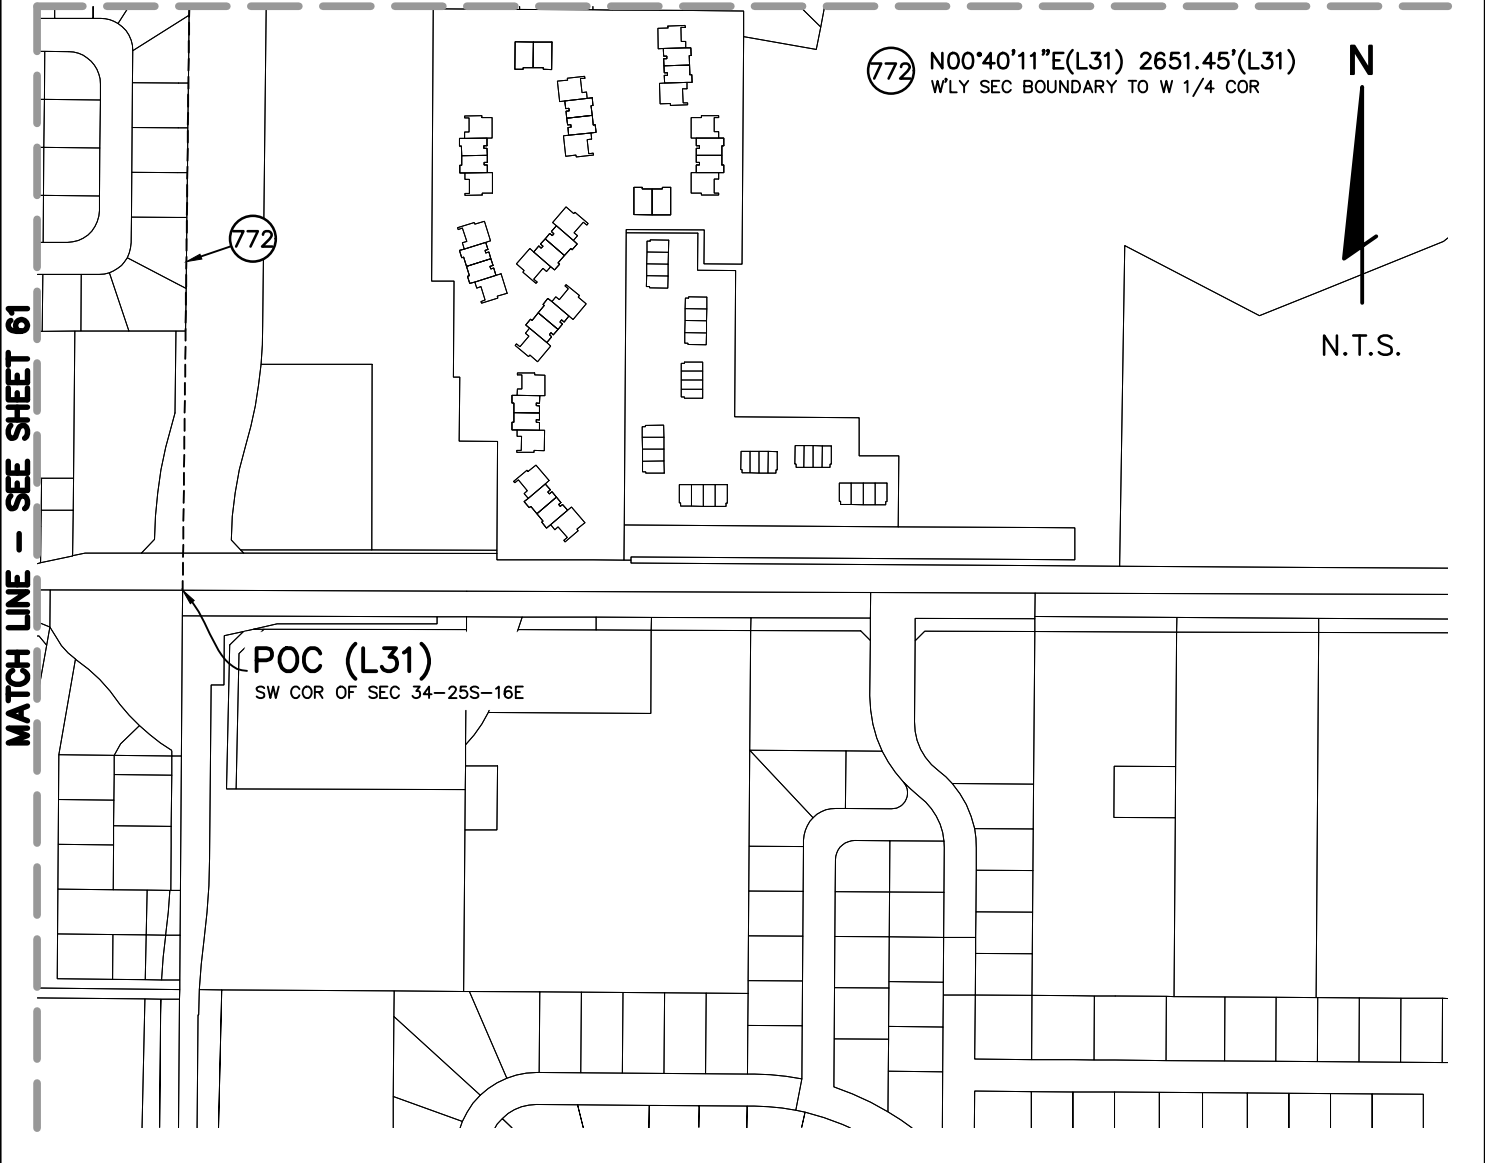 772 N00°40'11"E(L31) 2651.45'(L31)
W'LY SEC BOUNDARY TO W 1/4 COR
N
N.T.S.
772
MATCH LINE - SEE SHEET 61
POC (L31)
SW COR OF SEC 34-25S-16E